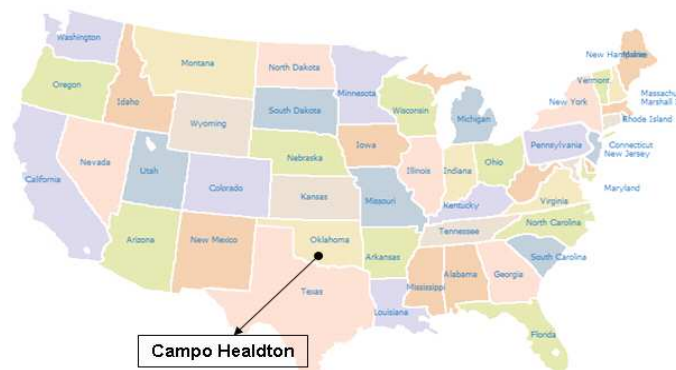 Washington
Montana
North Dakota
Minnesota
New Hampshire
Maine
Vermont
Oregon
Idaho
Wyoming
South Dakota
Wisconsin
Michigan
New York
Massachu
Marshall I
Rhode Island
Connecticut
New Jersey
Nevada
Utah
Colorado
Nebraska
Iowa
Illinois
Indiana
Ohio
Pennsylvania
Maryland
California
Kansas
Missouri
Kentucky
Virginia
Arizona
New Mexico
Oklahoma
Arkansas
Tennessee
North Carolina
South Carolina
Texas
Louisiana
Mississippi
Alabama
Georgia
Florida
Campo Healdton